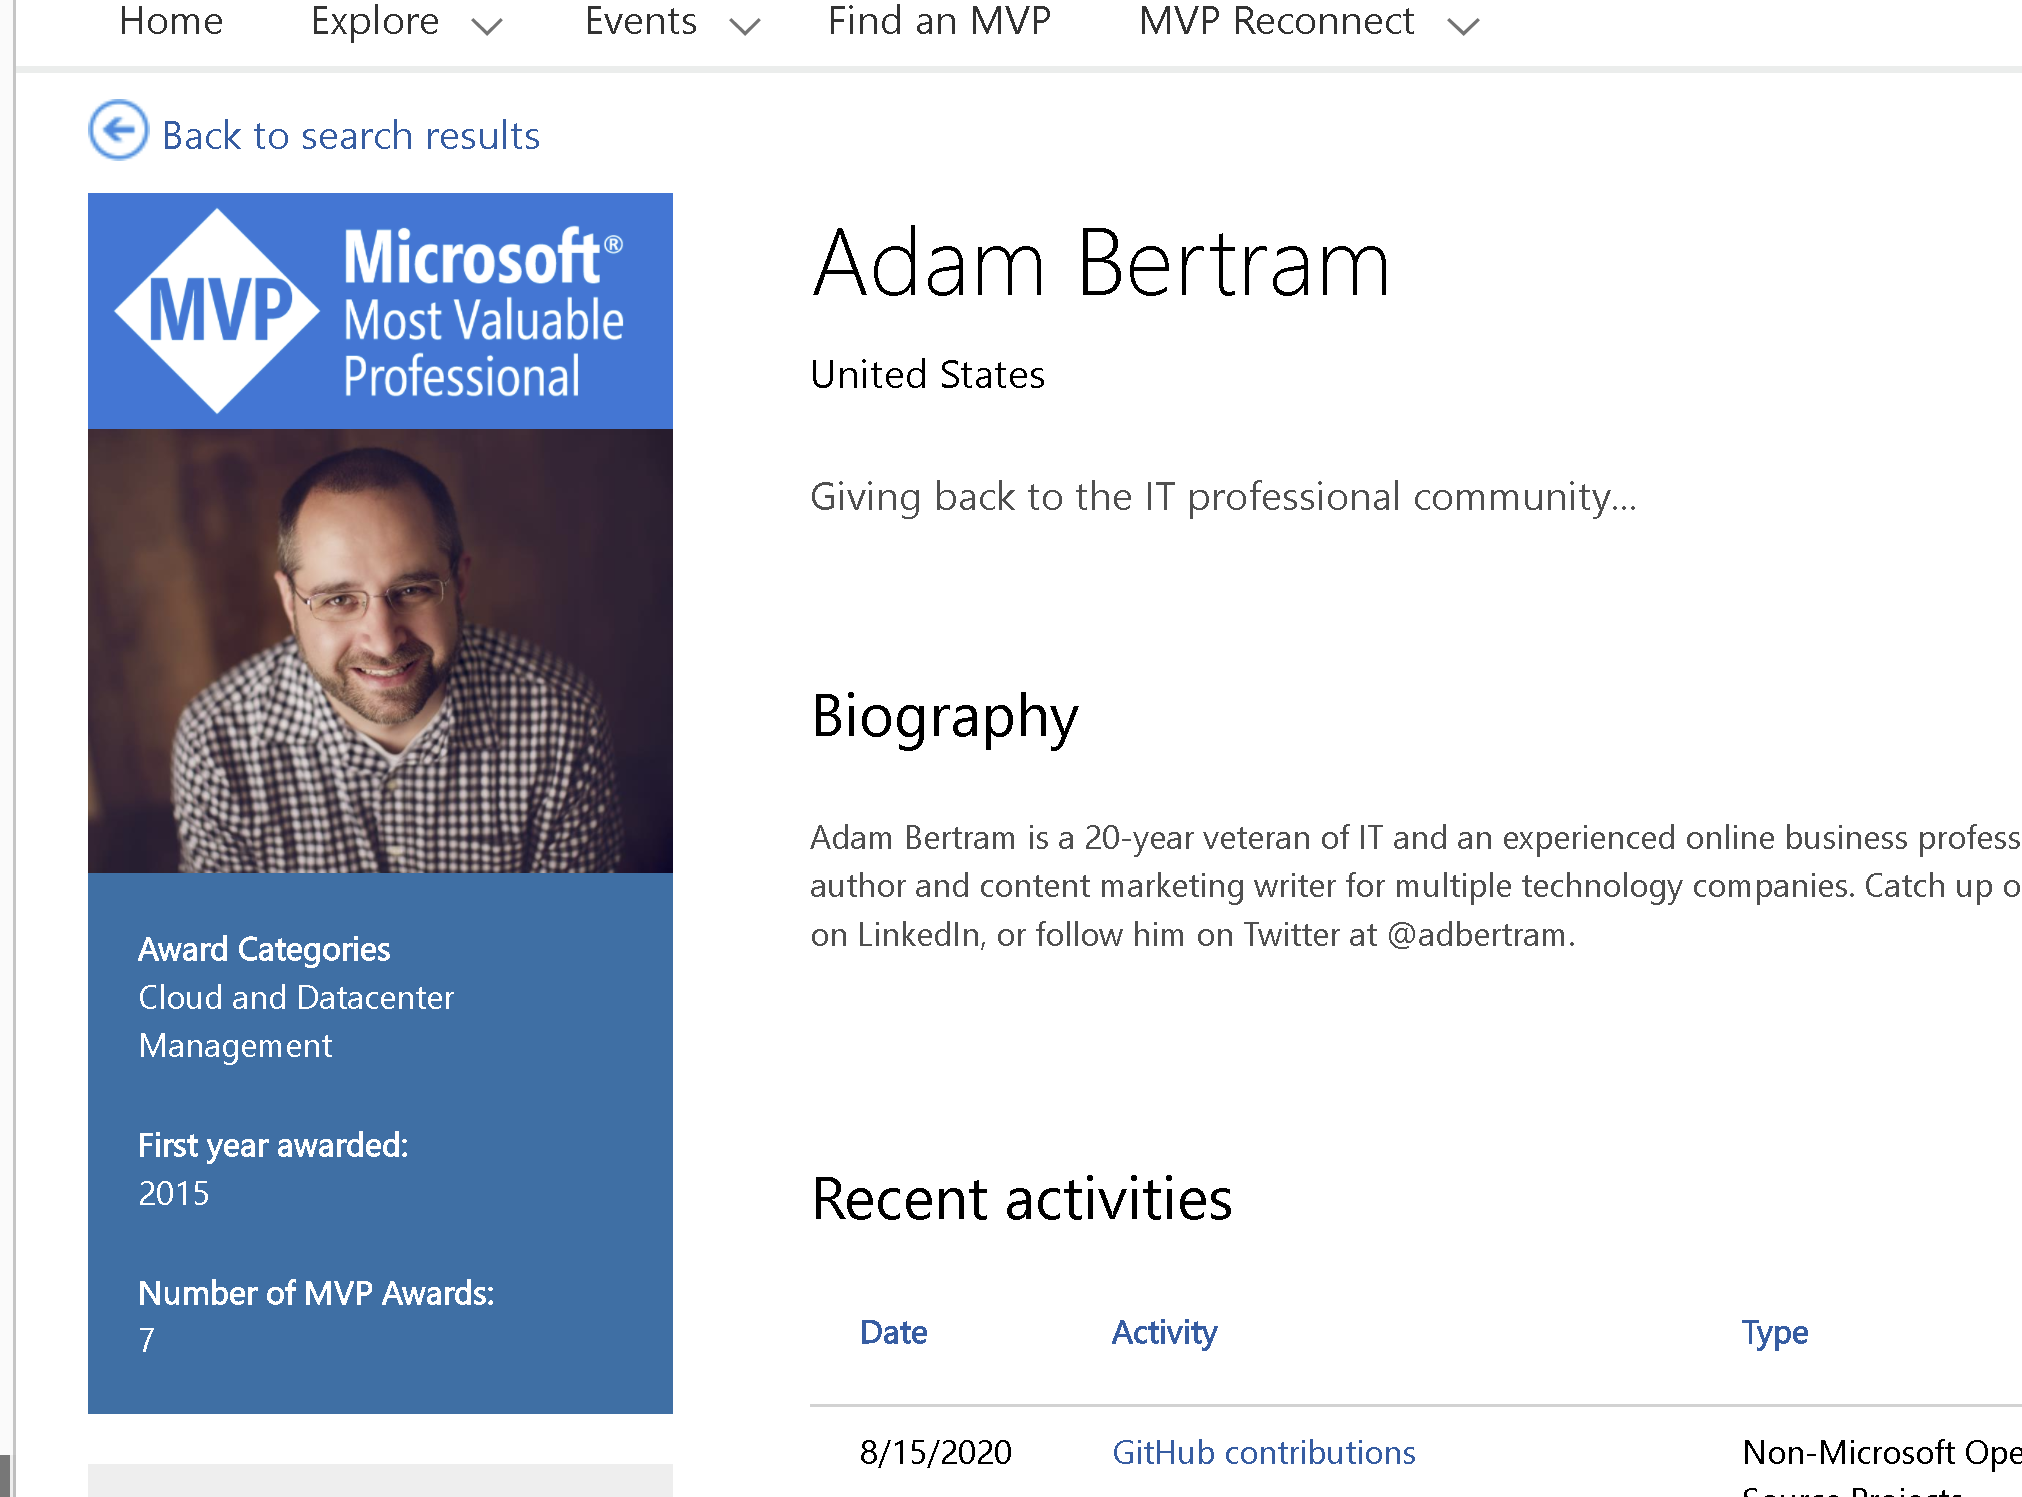 Home Explore Events Find an MVP MVP Reconnect
Back to search results
MVP
Microsoft®
Most Valuable
Professional
Award Categories
Cloud and Datacenter
Management
First year awarded:
2015
Number of MVP Awards:
7
Adam Bertram
United States
Giving back to the IT professional community...
Biography
Adam Bertram is a 20-year veteran of IT and an experienced online business profess
author and content marketing writer for multiple technology companies. Catch up o
on LinkedIn, or follow him on Twitter at @adbertram.
Recent activities
Date Activity Type
8/15/2020 GitHub contributions Non-Microsoft Ope
Source Projects